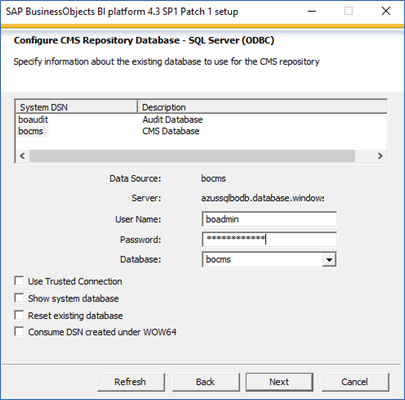 SAP BusinessObjects BI platform 4.3 SP1 Patch 1 setup
Configure CMS Repository Database - SQL Server (ODBC)
Specify information about the existing database to use for the CMS repository
System DSN Description
boaudit Audit Database
bocms CMS Database
Data Source: bocms
Server: azussqlbodb.database.windows
User Name: boadmin
Password: ************
Database: bocms
Use Trusted Connection
Show system database
Reset existing database
Consume DSN created under WOW64
Refresh Back Next Cancel